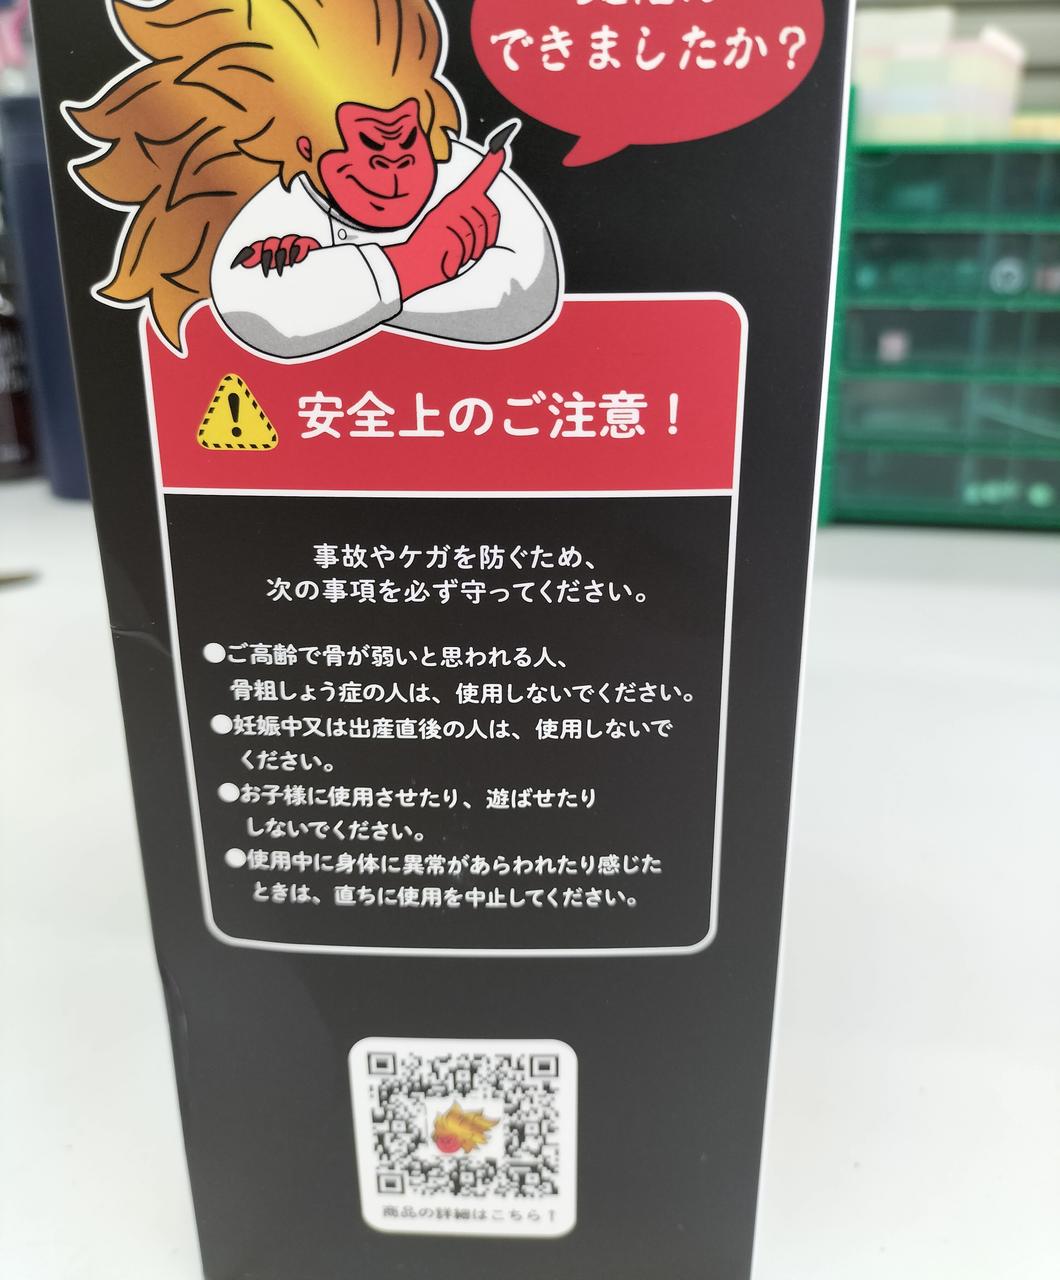 できましたか？
安全上のご注意！
事故やケガを防ぐため、
次の事項を必ず守ってください。
●ご高齢で骨が弱いと思われる人、
骨粗しょう症の人は、使用しないでください。
●妊娠中又は出産直後の人は、使用しないで
ください。
●お子様に使用させたり、遊ばせたり
しないでください。
●使用中に身体に異常があらわれたり感じた
ときは、直ちに使用を中止してください。
商品の詳細はこちら↑